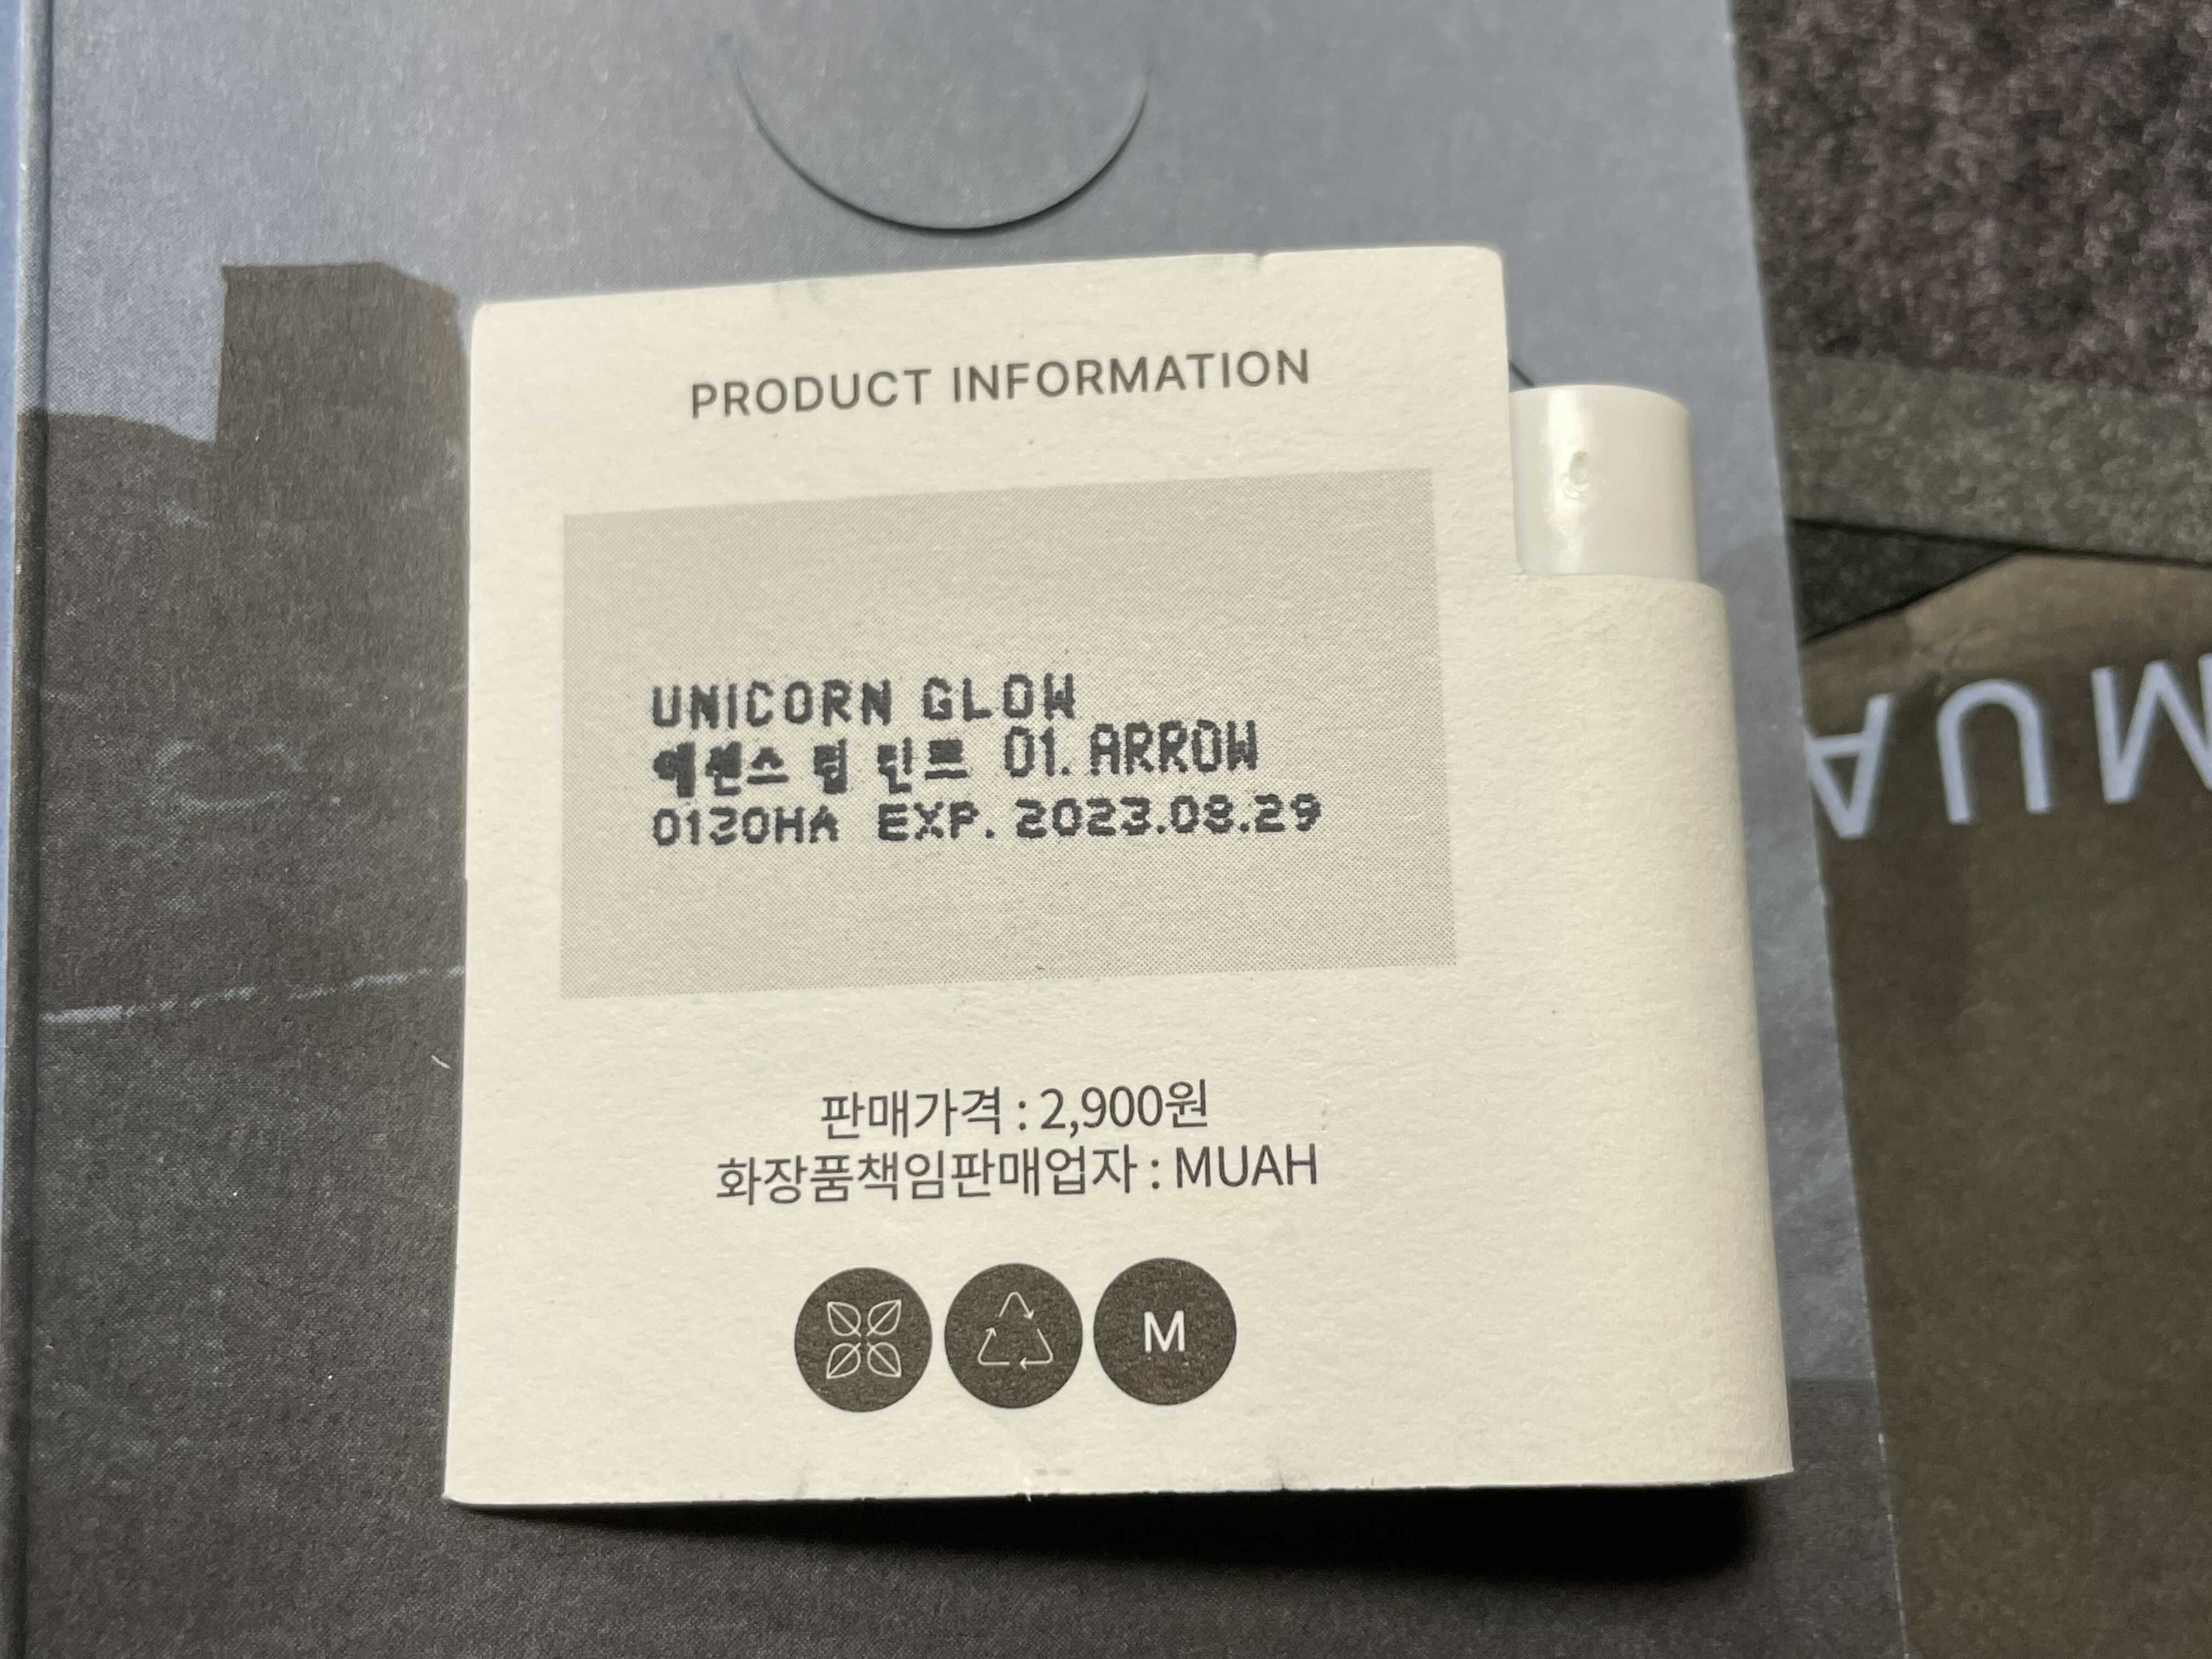 PRODUCT INFORMATION
UNICORN GLOW
에센스 립 틴트 01. ARROW
0120HA EXP. 2023.08.29
판매가격 : 2,900원
화장품책임판매업자 : MUAH
M
MUA